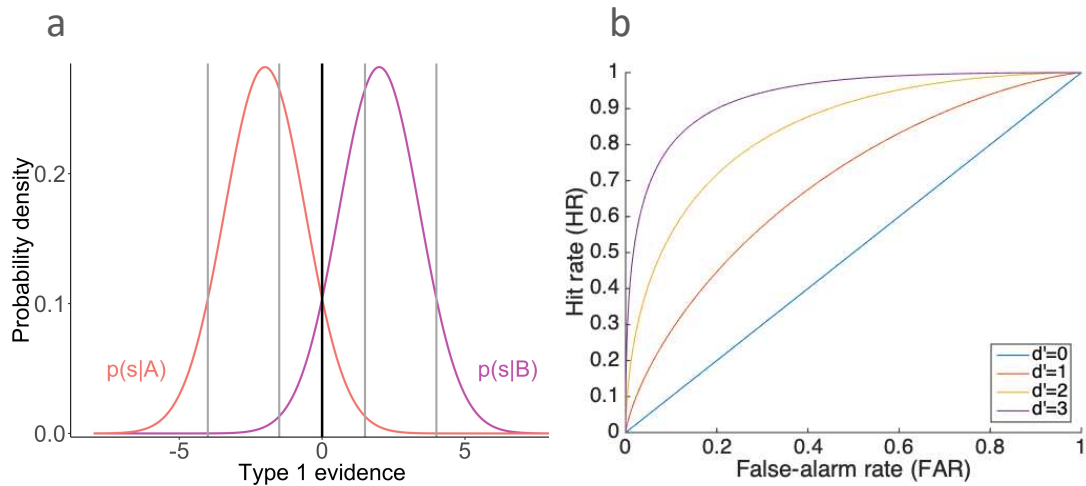 a
Probability density
0.2
0.1
0.0
p(s|A)
p(s|B)
-5
0
5
Type 1 evidence
b
Hit rate (HR)
1
0.9
0.8
0.7
0.6
0.5
0.4
0.3
0.2
0.1
0
0
0.2
0.4
0.6
0.8
1
False-alarm rate (FAR)
d'=0
d'=1
d'=2
d'=3